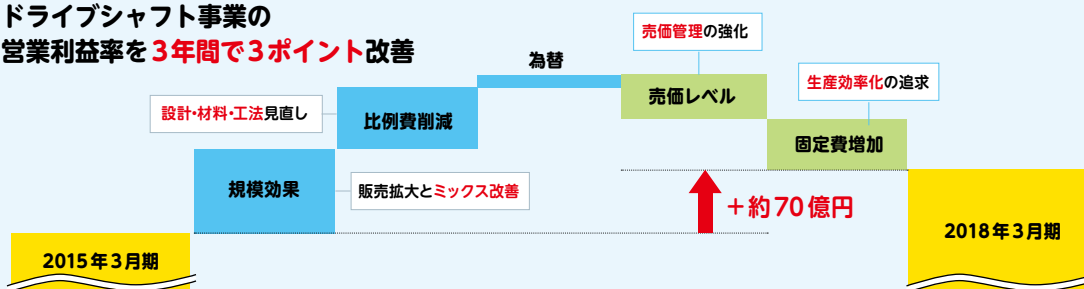 ドライブシャフト事業の
営業利益率を3年間で3ポイント改善
為替
売価管理の強化
売価レベル
生産効率化の追求
設計・材料・工法見直し
比例費削減
固定費増加
規模効果
販売拡大とミックス改善
＋約70億円
2018年3月期
2015年3月期